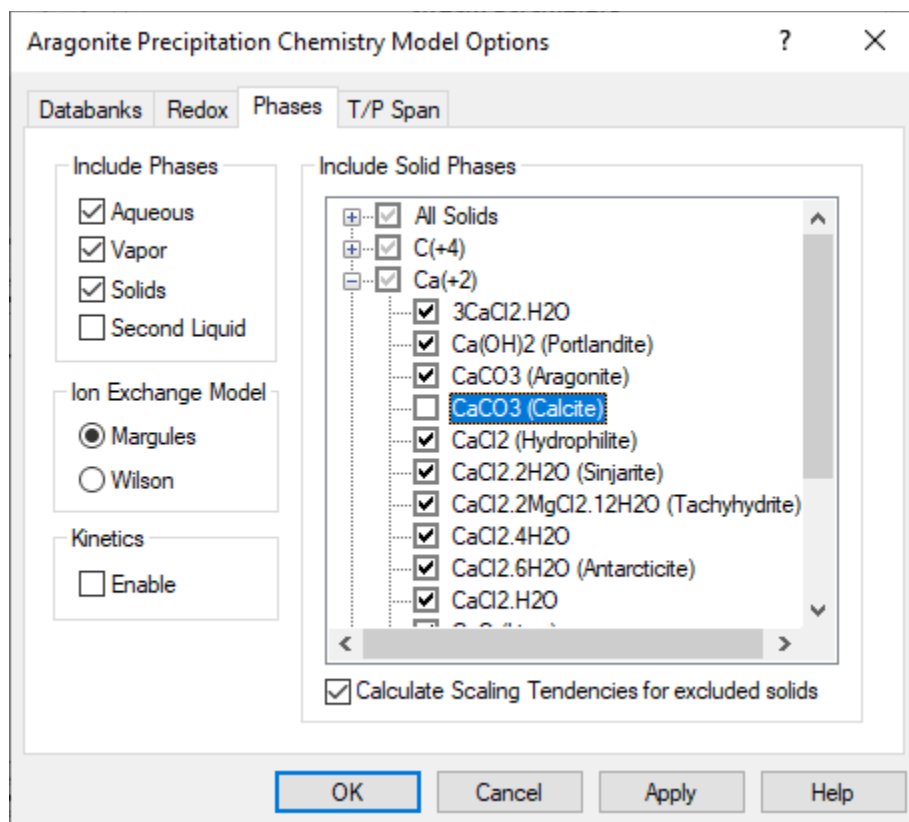 Aragonite Precipitation Chemistry Model Options
?
Databanks Redox Phases T/P Span
Include Phases
Aqueous
Vapor
Solids
Second Liquid
Ion Exchange Model
Margules
Wilson
Kinetics
Enable
Include Solid Phases
All Solids
C(+4)
Ca(+2)
3CaCl2.H2O
Ca(OH)2 (Portlandite)
CaCO3 (Aragonite)
CaCO3 (Calcite)
CaCl2 (Hydrophilite)
CaCl2.2H2O (Sinjarite)
CaCl2.2MgCl2.12H2O (Tachyhydrite)
CaCl2.4H2O
CaCl2.6H2O (Antarcticite)
CaCl2.H2O
Calculate Scaling Tendencies for excluded solids
OK Cancel Apply Help